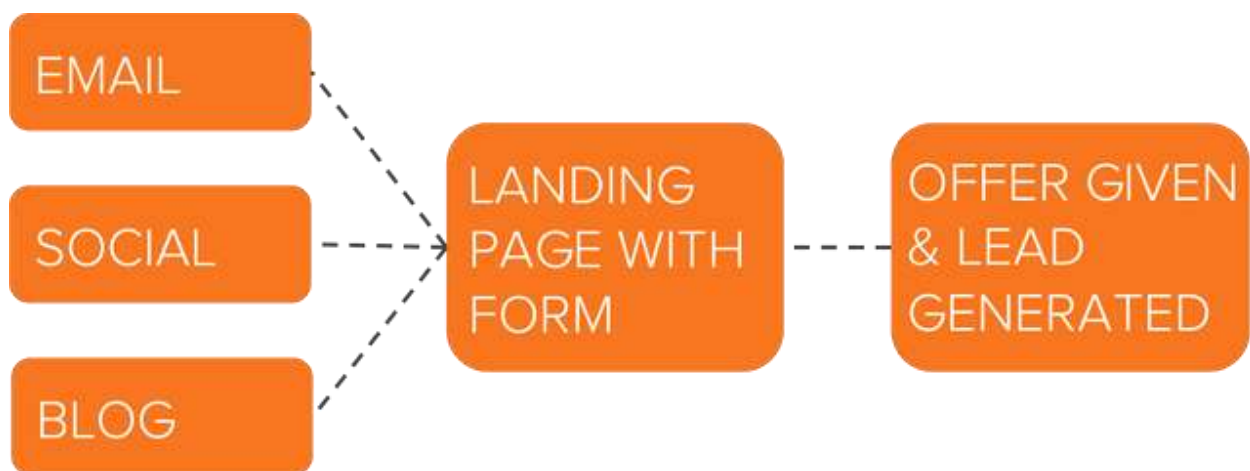 EMAIL
SOCIAL
BLOG
LANDING
PAGE WITH
FORM
OFFER GIVEN
& LEAD
GENERATED